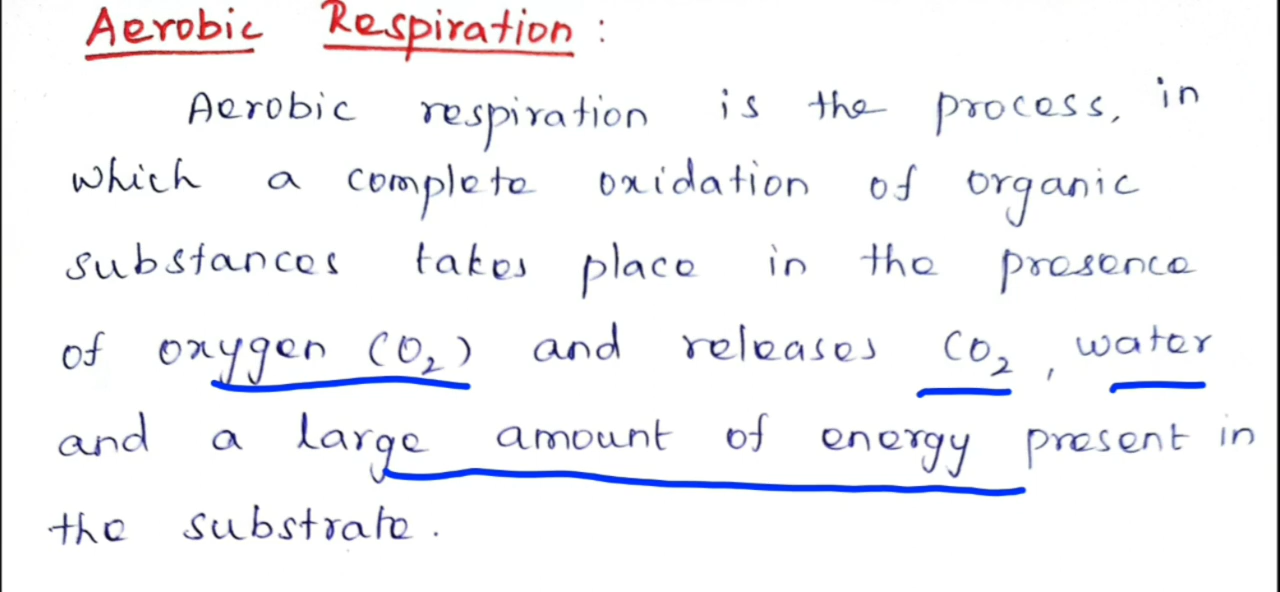 Aerobic Respiration :
Aerobic respiration is the process, in
which a complete oxidation of organic
substances takes place in the presence
of oxygen (O₂) and releases CO₂, water
and a large amount of energy present in
the substrate.